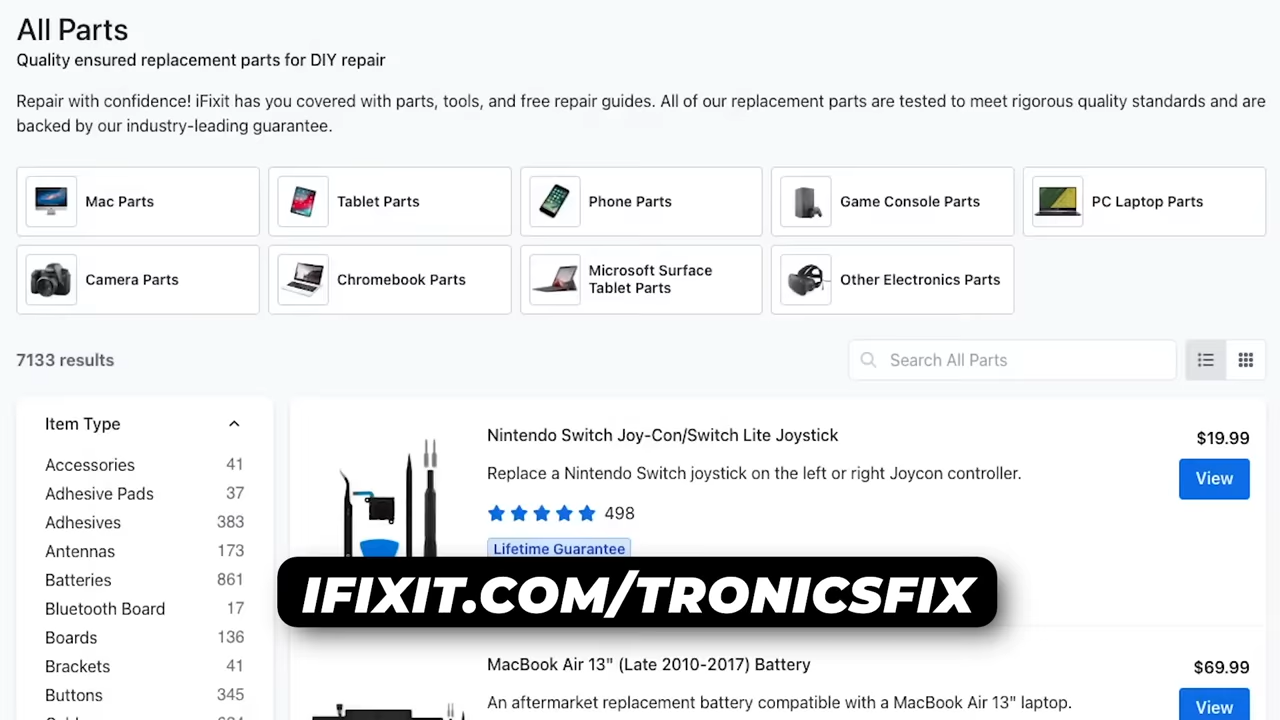 All Parts
Quality ensured replacement parts for DIY repair
Repair with confidence! iFixit has you covered with parts, tools, and free repair guides. All of our replacement parts are tested to meet rigorous quality standards and are
backed by our industry-leading guarantee.
Mac Parts
Tablet Parts
Phone Parts
Game Console Parts
PC Laptop Parts
Camera Parts
Chromebook Parts
Microsoft Surface
Tablet Parts
Other Electronics Parts
7133 results
Search All Parts
Item Type
Accessories 41
Adhesive Pads 37
Adhesives 383
Antennas 173
Batteries 861
Bluetooth Board 17
Boards 136
Brackets 41
Buttons 345
Nintendo Switch Joy-Con/Switch Lite Joystick
$19.99
Replace a Nintendo Switch joystick on the left or right Joycon controller.
View
498
Lifetime Guarantee
IFIXIT.COM/TRONICSFIX
MacBook Air 13" (Late 2010-2017) Battery
$69.99
An aftermarket replacement battery compatible with a MacBook Air 13" laptop.
View